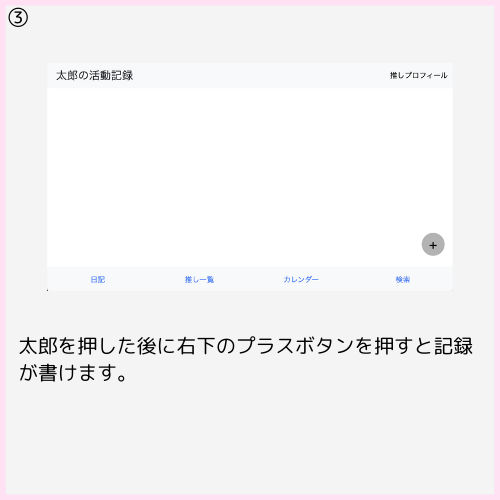 ③
太郎の活動記録
推しプロフィール
+
日記
推し一覧
カレンダー
検索
太郎を押した後に右下のプラスボタンを押すと記録
が書けます。